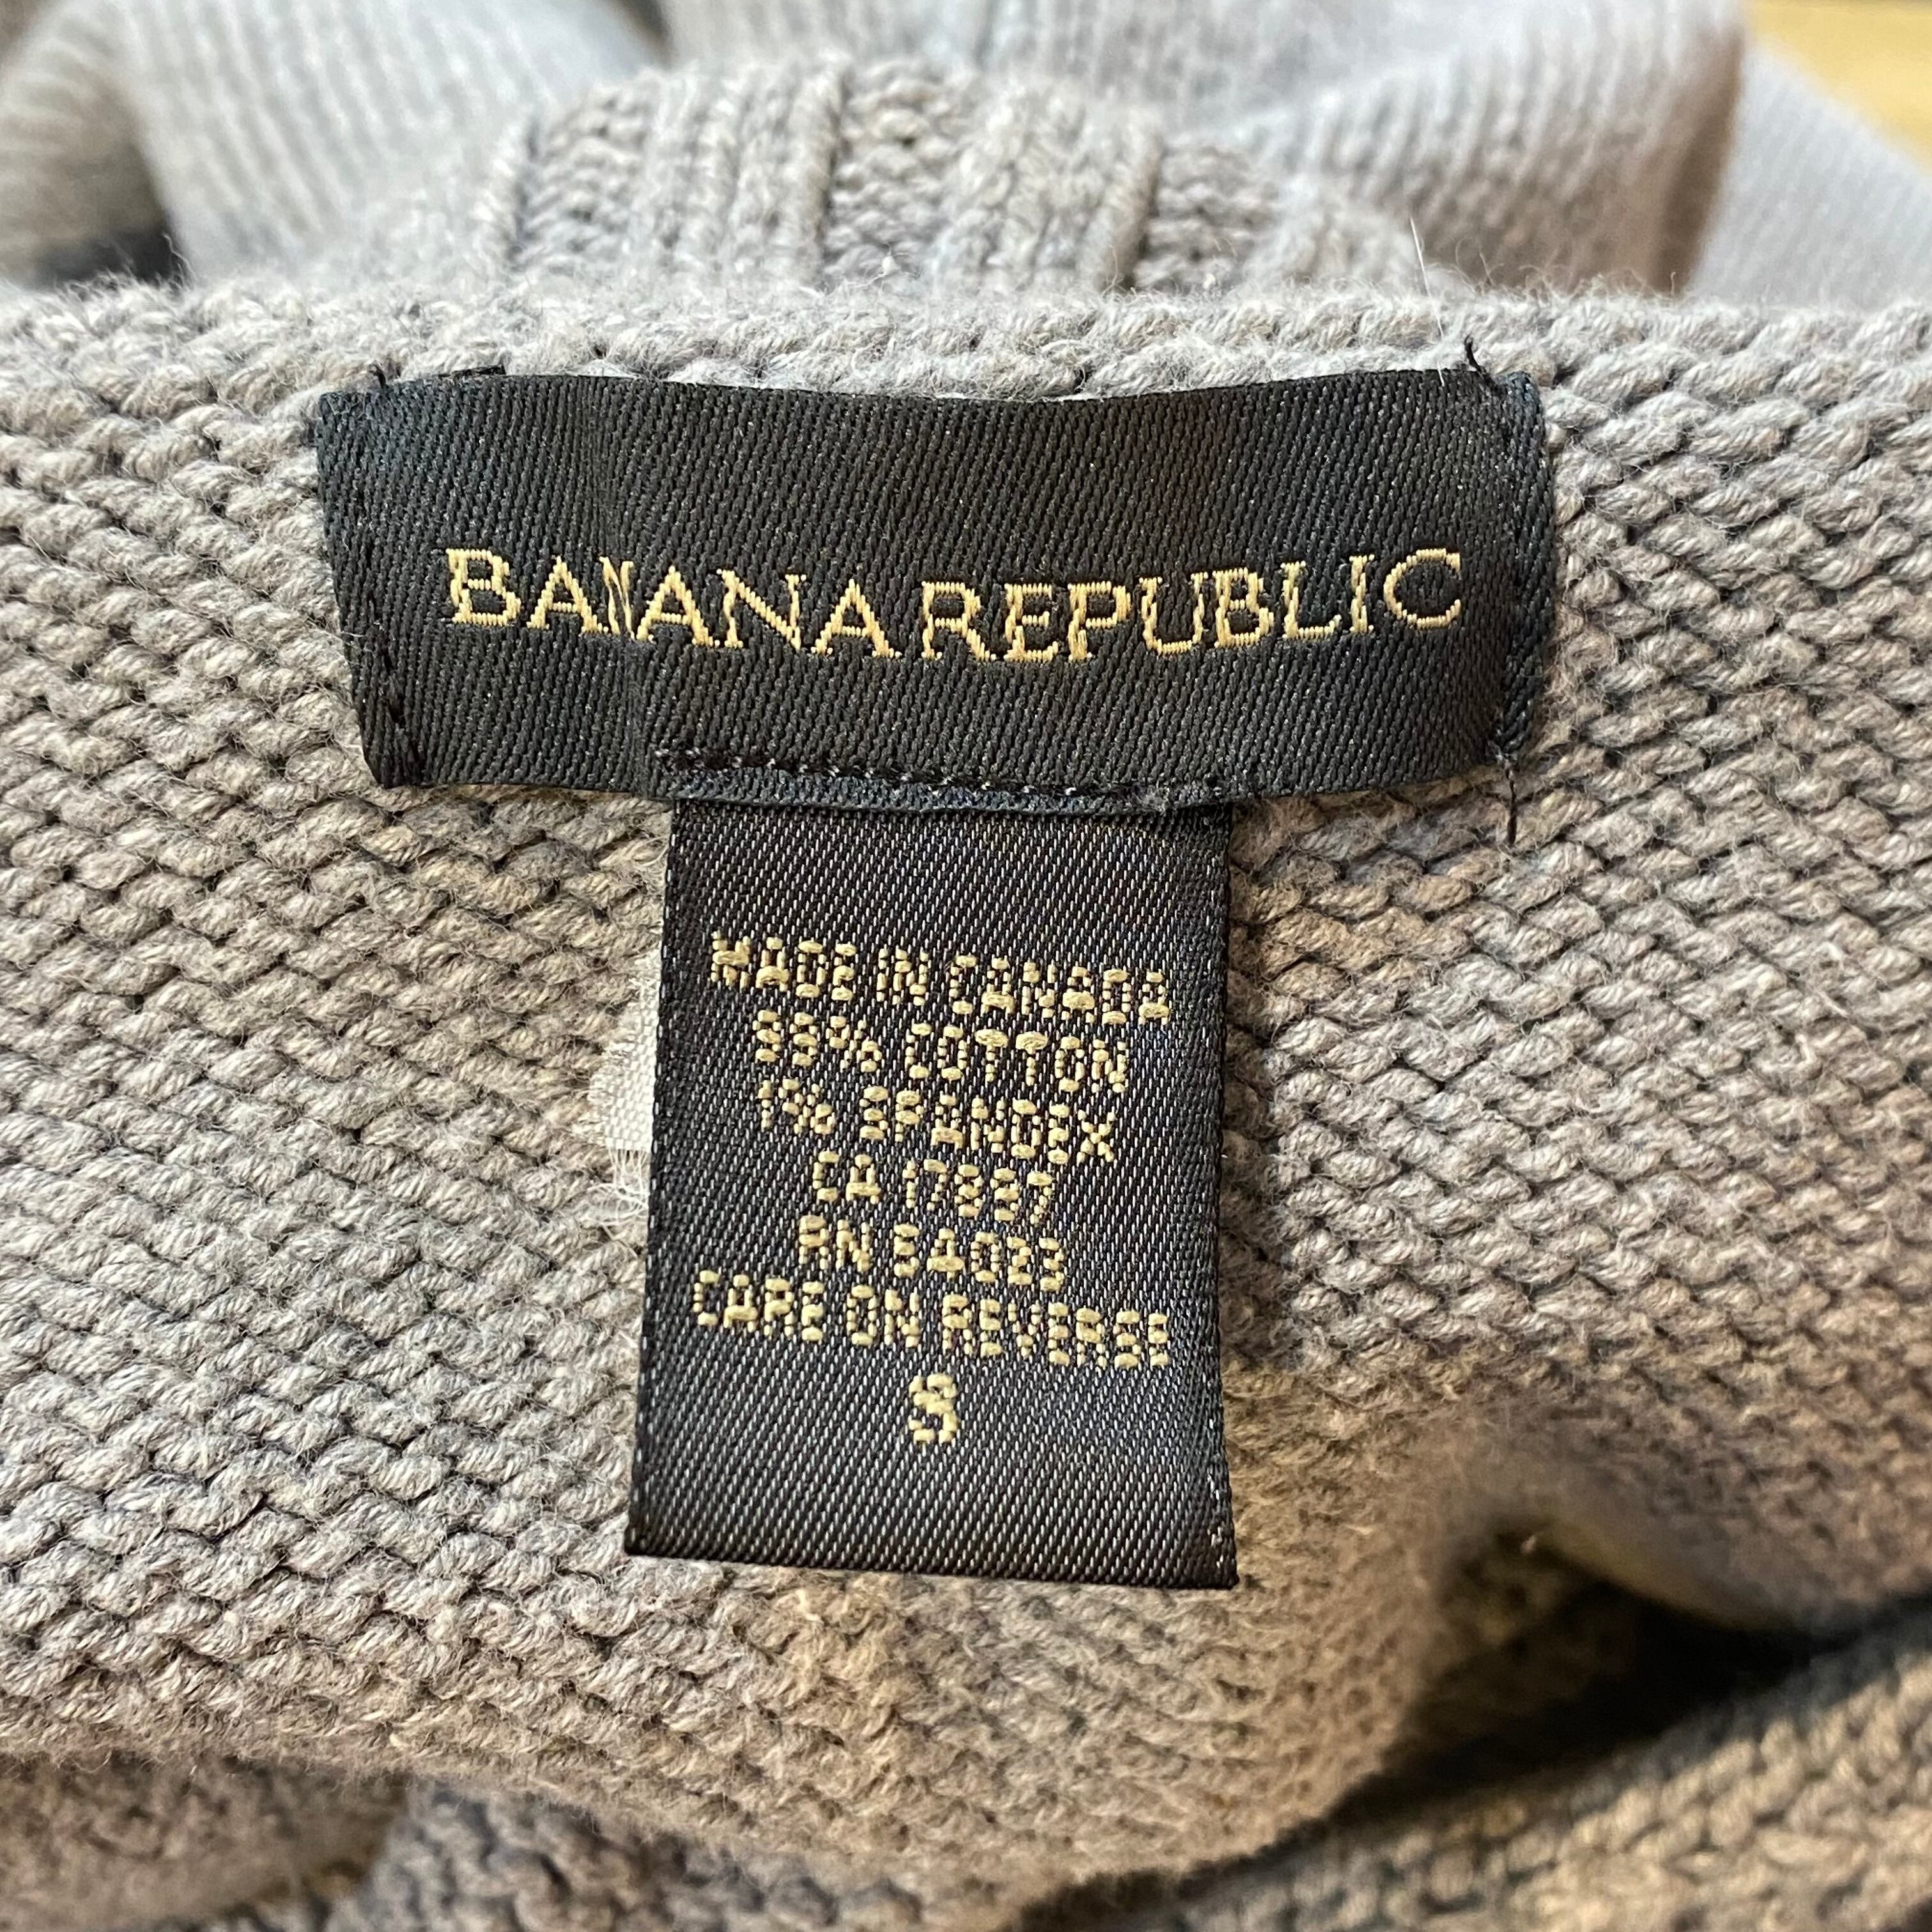 BANANA REPUBLIC
MADE IN CANADA
99% COTTON
1% SPANDEX
CA 17897
RN 54023
CARE ON REVERSE
S